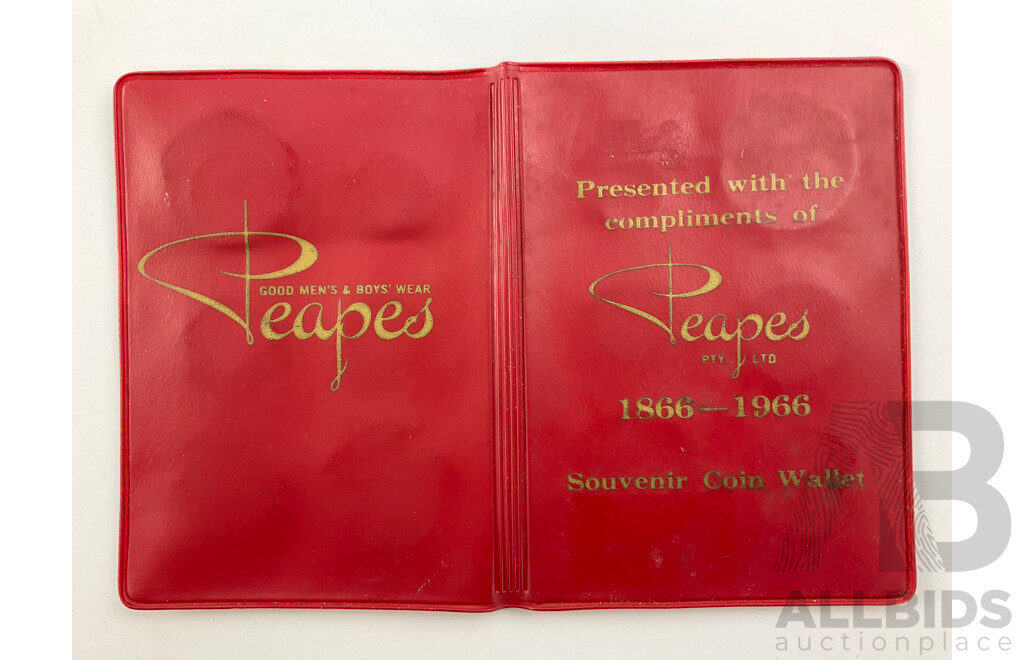 GOOD MEN'S & BOYS' WEAR
Peapes
Presented with the
compliments of
Peapes
PTY. LTD
1866—1966
Souvenir Coin Wallet
AB
ALLBIDS
auctionplace